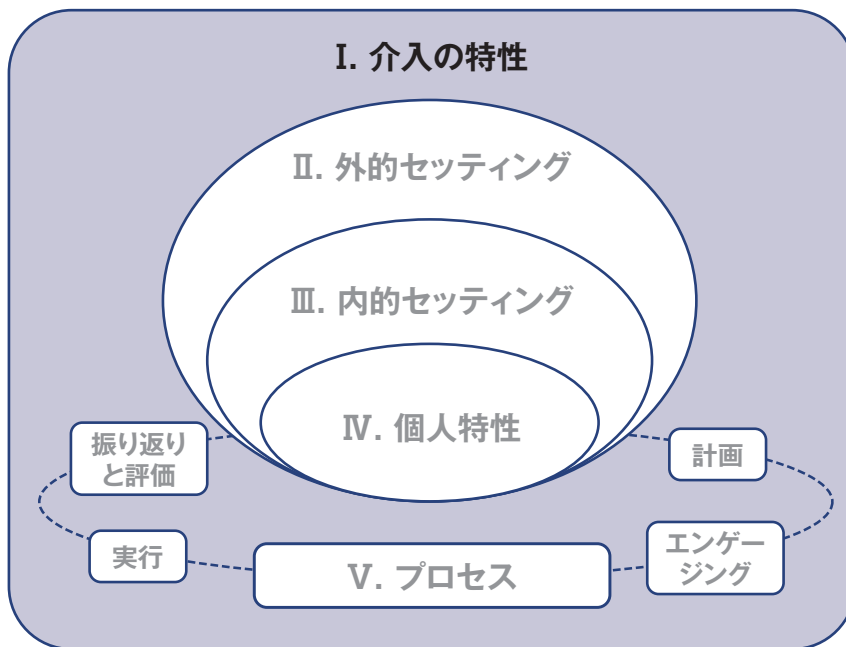 I. 介入の特性
Ⅱ. 外的セッティング
Ⅲ. 内的セッティング
Ⅳ. 個人特性
振り返り
と評価
計画
実行
Ⅴ. プロセス
エンゲー
ジング